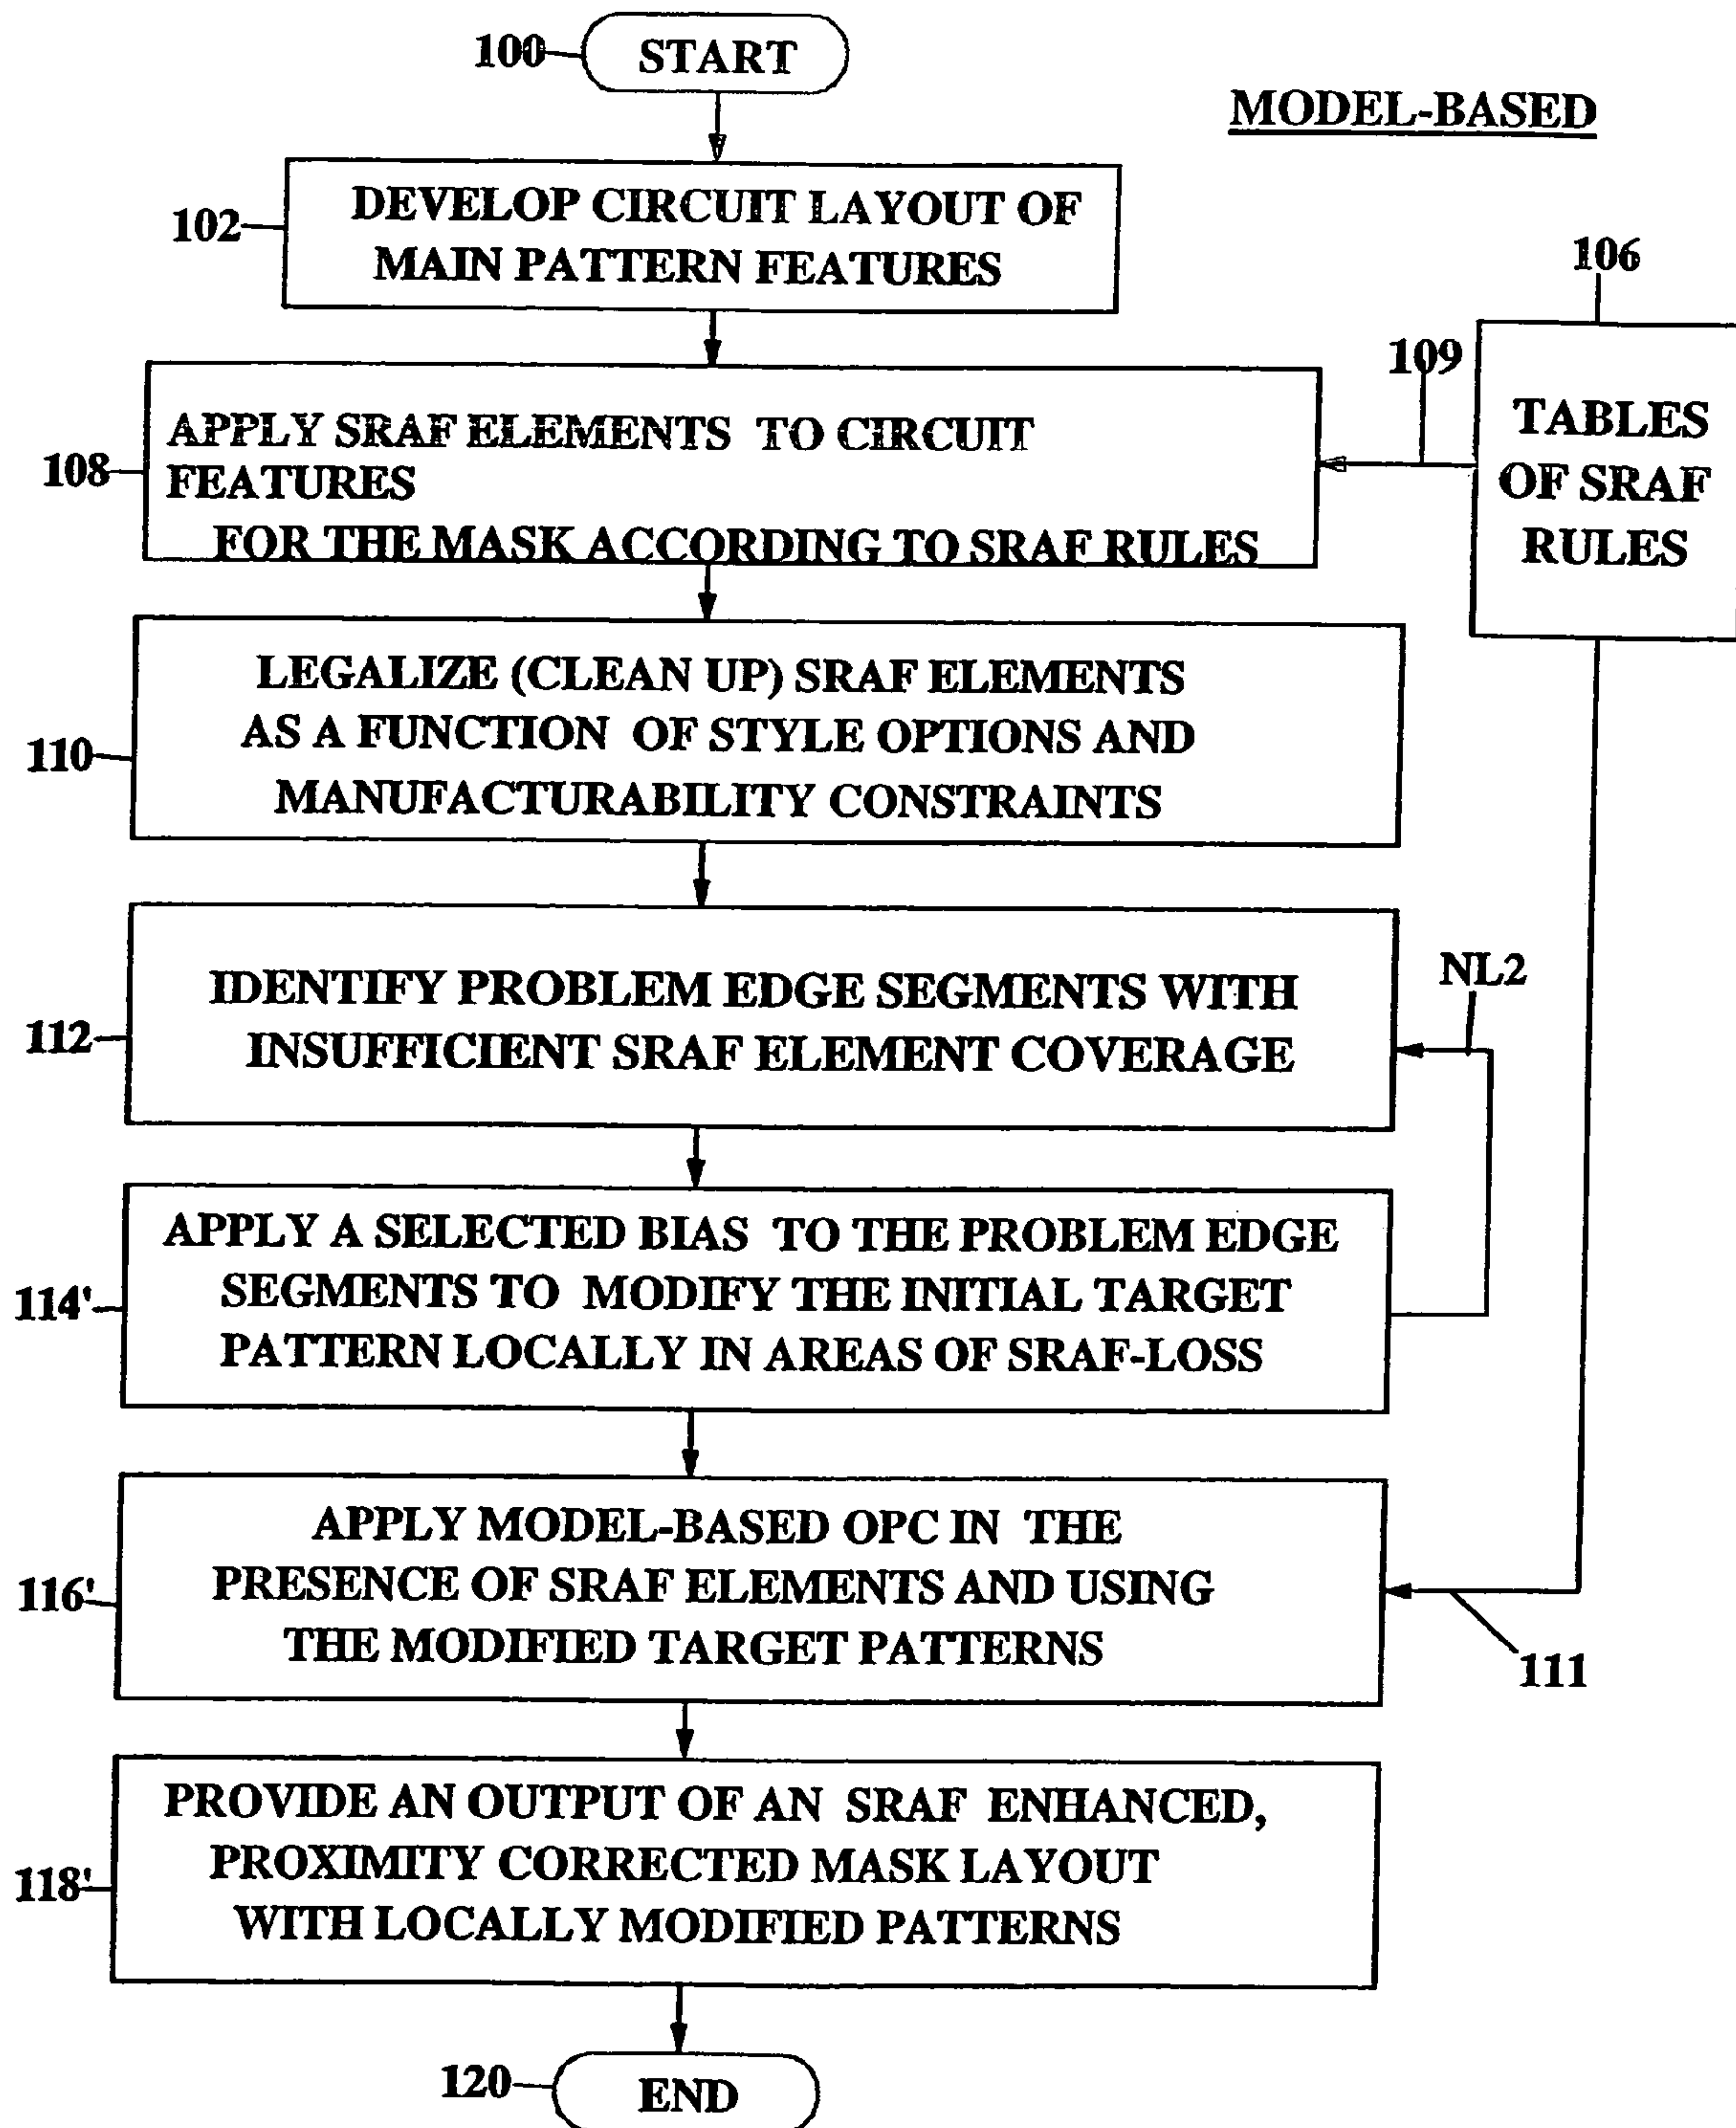 100
START
MODEL-BASED
102
DEVELOP CIRCUIT LAYOUT OF
MAIN PATTERN FEATURES
106
109
TABLES
OF SRAF
RULES
108
APPLY SRAF ELEMENTS TO CIRCUIT
FEATURES
FOR THE MASK ACCORDING TO SRAF RULES
110
LEGALIZE (CLEAN UP) SRAF ELEMENTS
AS A FUNCTION OF STYLE OPTIONS AND
MANUFACTURABILITY CONSTRAINTS
112
IDENTIFY PROBLEM EDGE SEGMENTS WITH
INSUFFICIENT SRAF ELEMENT COVERAGE
NL2
114'
APPLY A SELECTED BIAS TO THE PROBLEM EDGE
SEGMENTS TO MODIFY THE INITIAL TARGET
PATTERN LOCALLY IN AREAS OF SRAF-LOSS
116'
APPLY MODEL-BASED OPC IN THE
PRESENCE OF SRAF ELEMENTS AND USING
THE MODIFIED TARGET PATTERNS
111
118'
PROVIDE AN OUTPUT OF AN SRAF ENHANCED,
PROXIMITY CORRECTED MASK LAYOUT
WITH LOCALLY MODIFIED PATTERNS
120
END